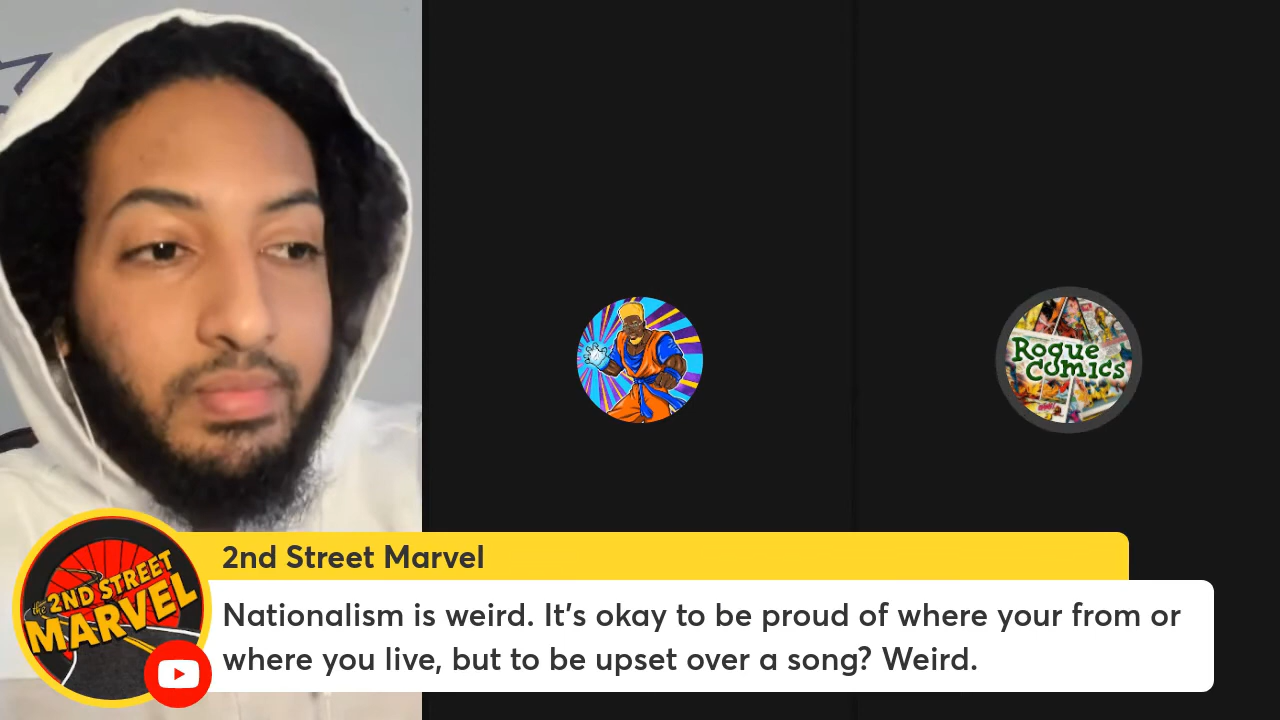 Rogue
Comics
the 2ND STREET
MARVEL
2nd Street Marvel
Nationalism is weird. It's okay to be proud of where your from or
where you live, but to be upset over a song? Weird.